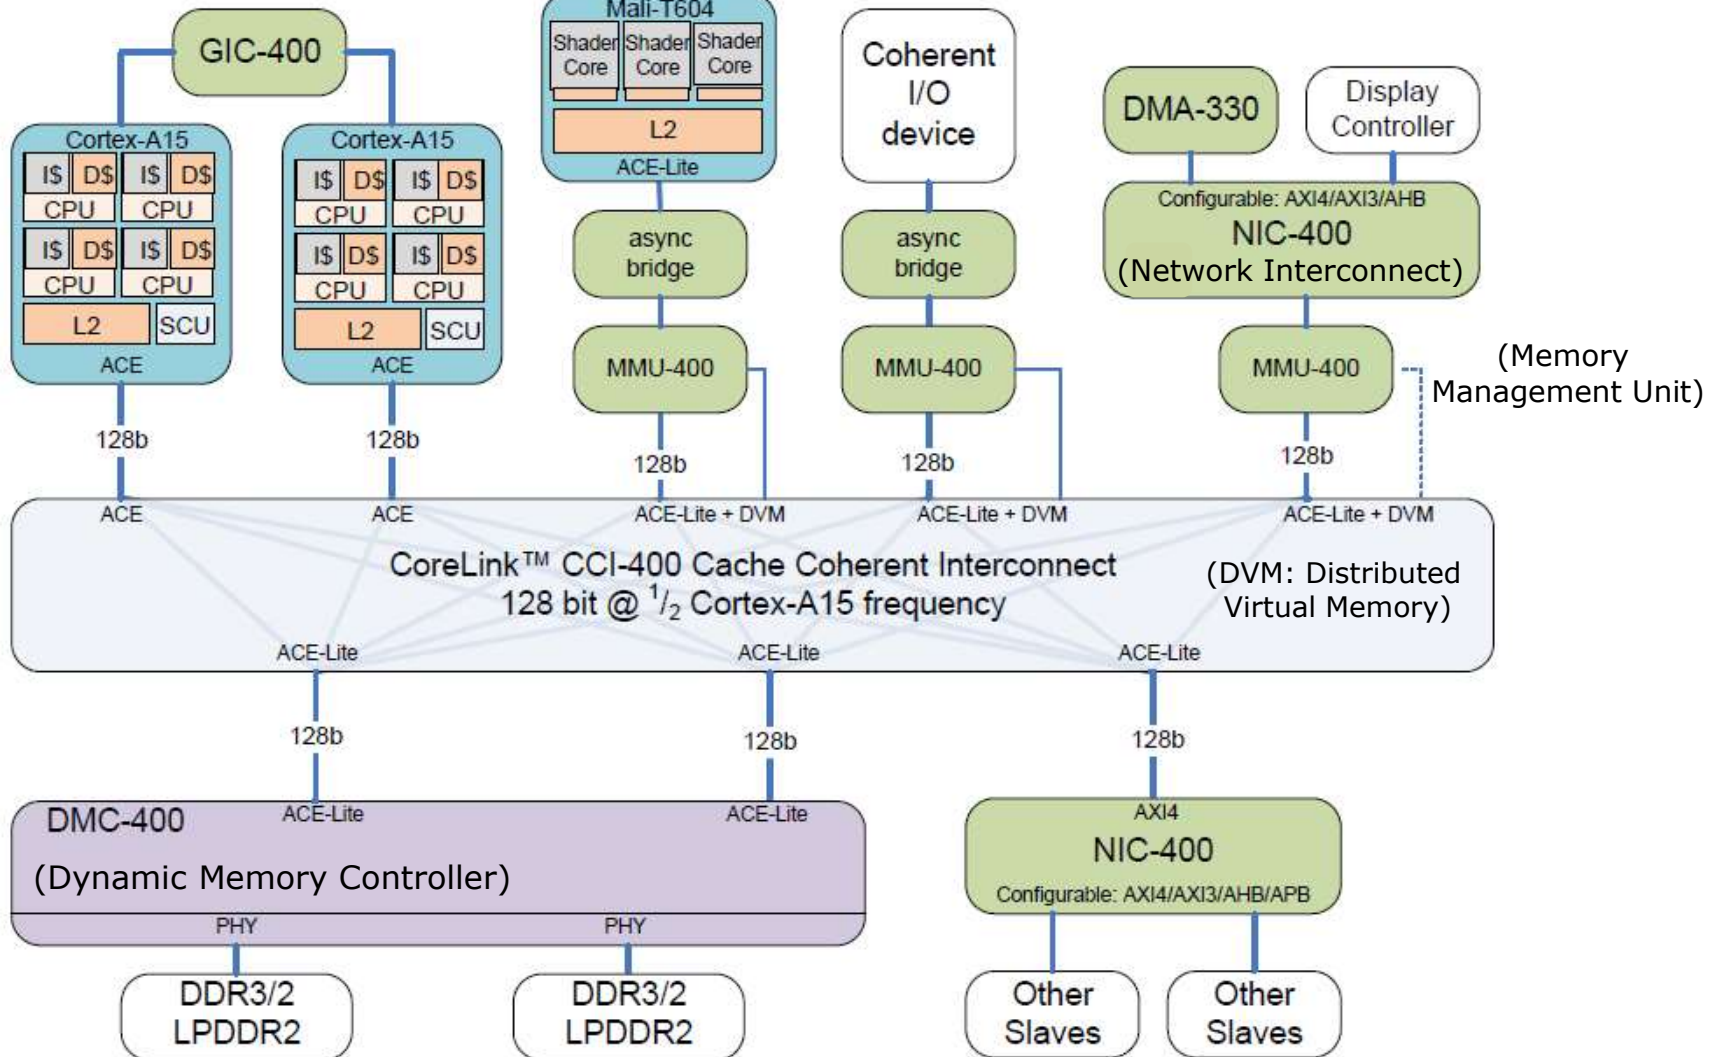 GIC-400
Mali-T604
Shader Shader Shader
Core Core Core
L2
ACE-Lite
Coherent
I/O
device
DMA-330
Display
Controller
Cortex-A15
I$ D$ I$ D$
CPU CPU
I$ D$ I$ D$
CPU CPU
L2 SCU
ACE
Cortex-A15
I$ D$ I$ D$
CPU CPU
I$ D$ I$ D$
CPU CPU
L2 SCU
ACE
async
bridge
async
bridge
Configurable: AXI4/AXI3/AHB
NIC-400
(Network Interconnect)
MMU-400
MMU-400
MMU-400
(Memory
Management Unit)
128b
128b
128b
128b
128b
ACE
ACE
ACE-Lite + DVM
ACE-Lite + DVM
ACE-Lite + DVM
CoreLink™ CCI-400 Cache Coherent Interconnect
128 bit @ 1/2 Cortex-A15 frequency
(DVM: Distributed
Virtual Memory)
ACE-Lite
ACE-Lite
ACE-Lite
128b
128b
128b
DMC-400
ACE-Lite
ACE-Lite
(Dynamic Memory Controller)
PHY
PHY
AXI4
NIC-400
Configurable: AXI4/AXI3/AHB/APB
DDR3/2
LPDDR2
DDR3/2
LPDDR2
Other
Slaves
Other
Slaves